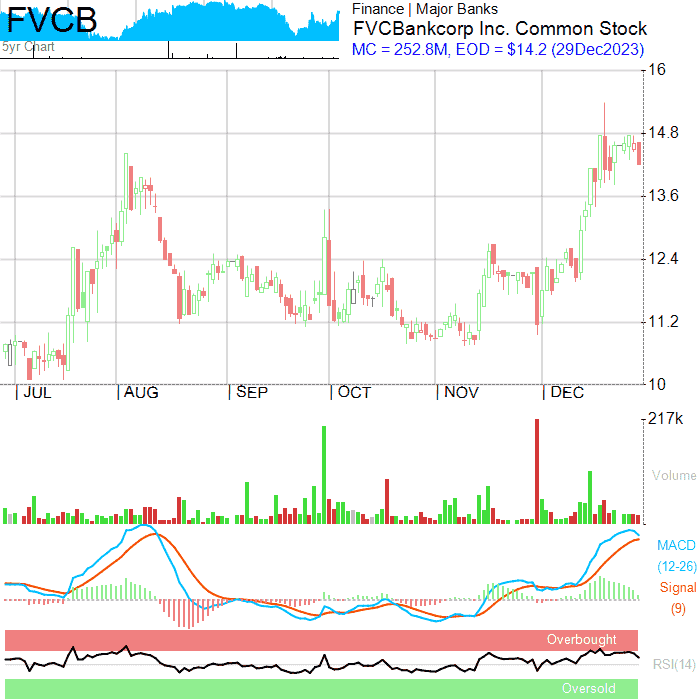 FVCB
5yr Chart
Finance | Major Banks
FVCBankcorp Inc. Common Stock
MC = 252.8M, EOD = $14.2 (29Dec2023)
16
14.8
13.6
12.4
11.2
10
JUL
AUG
SEP
OCT
NOV
DEC
217k
Volume
MACD
(12-26)
Signal
(9)
Overbought
RSI(14)
Oversold